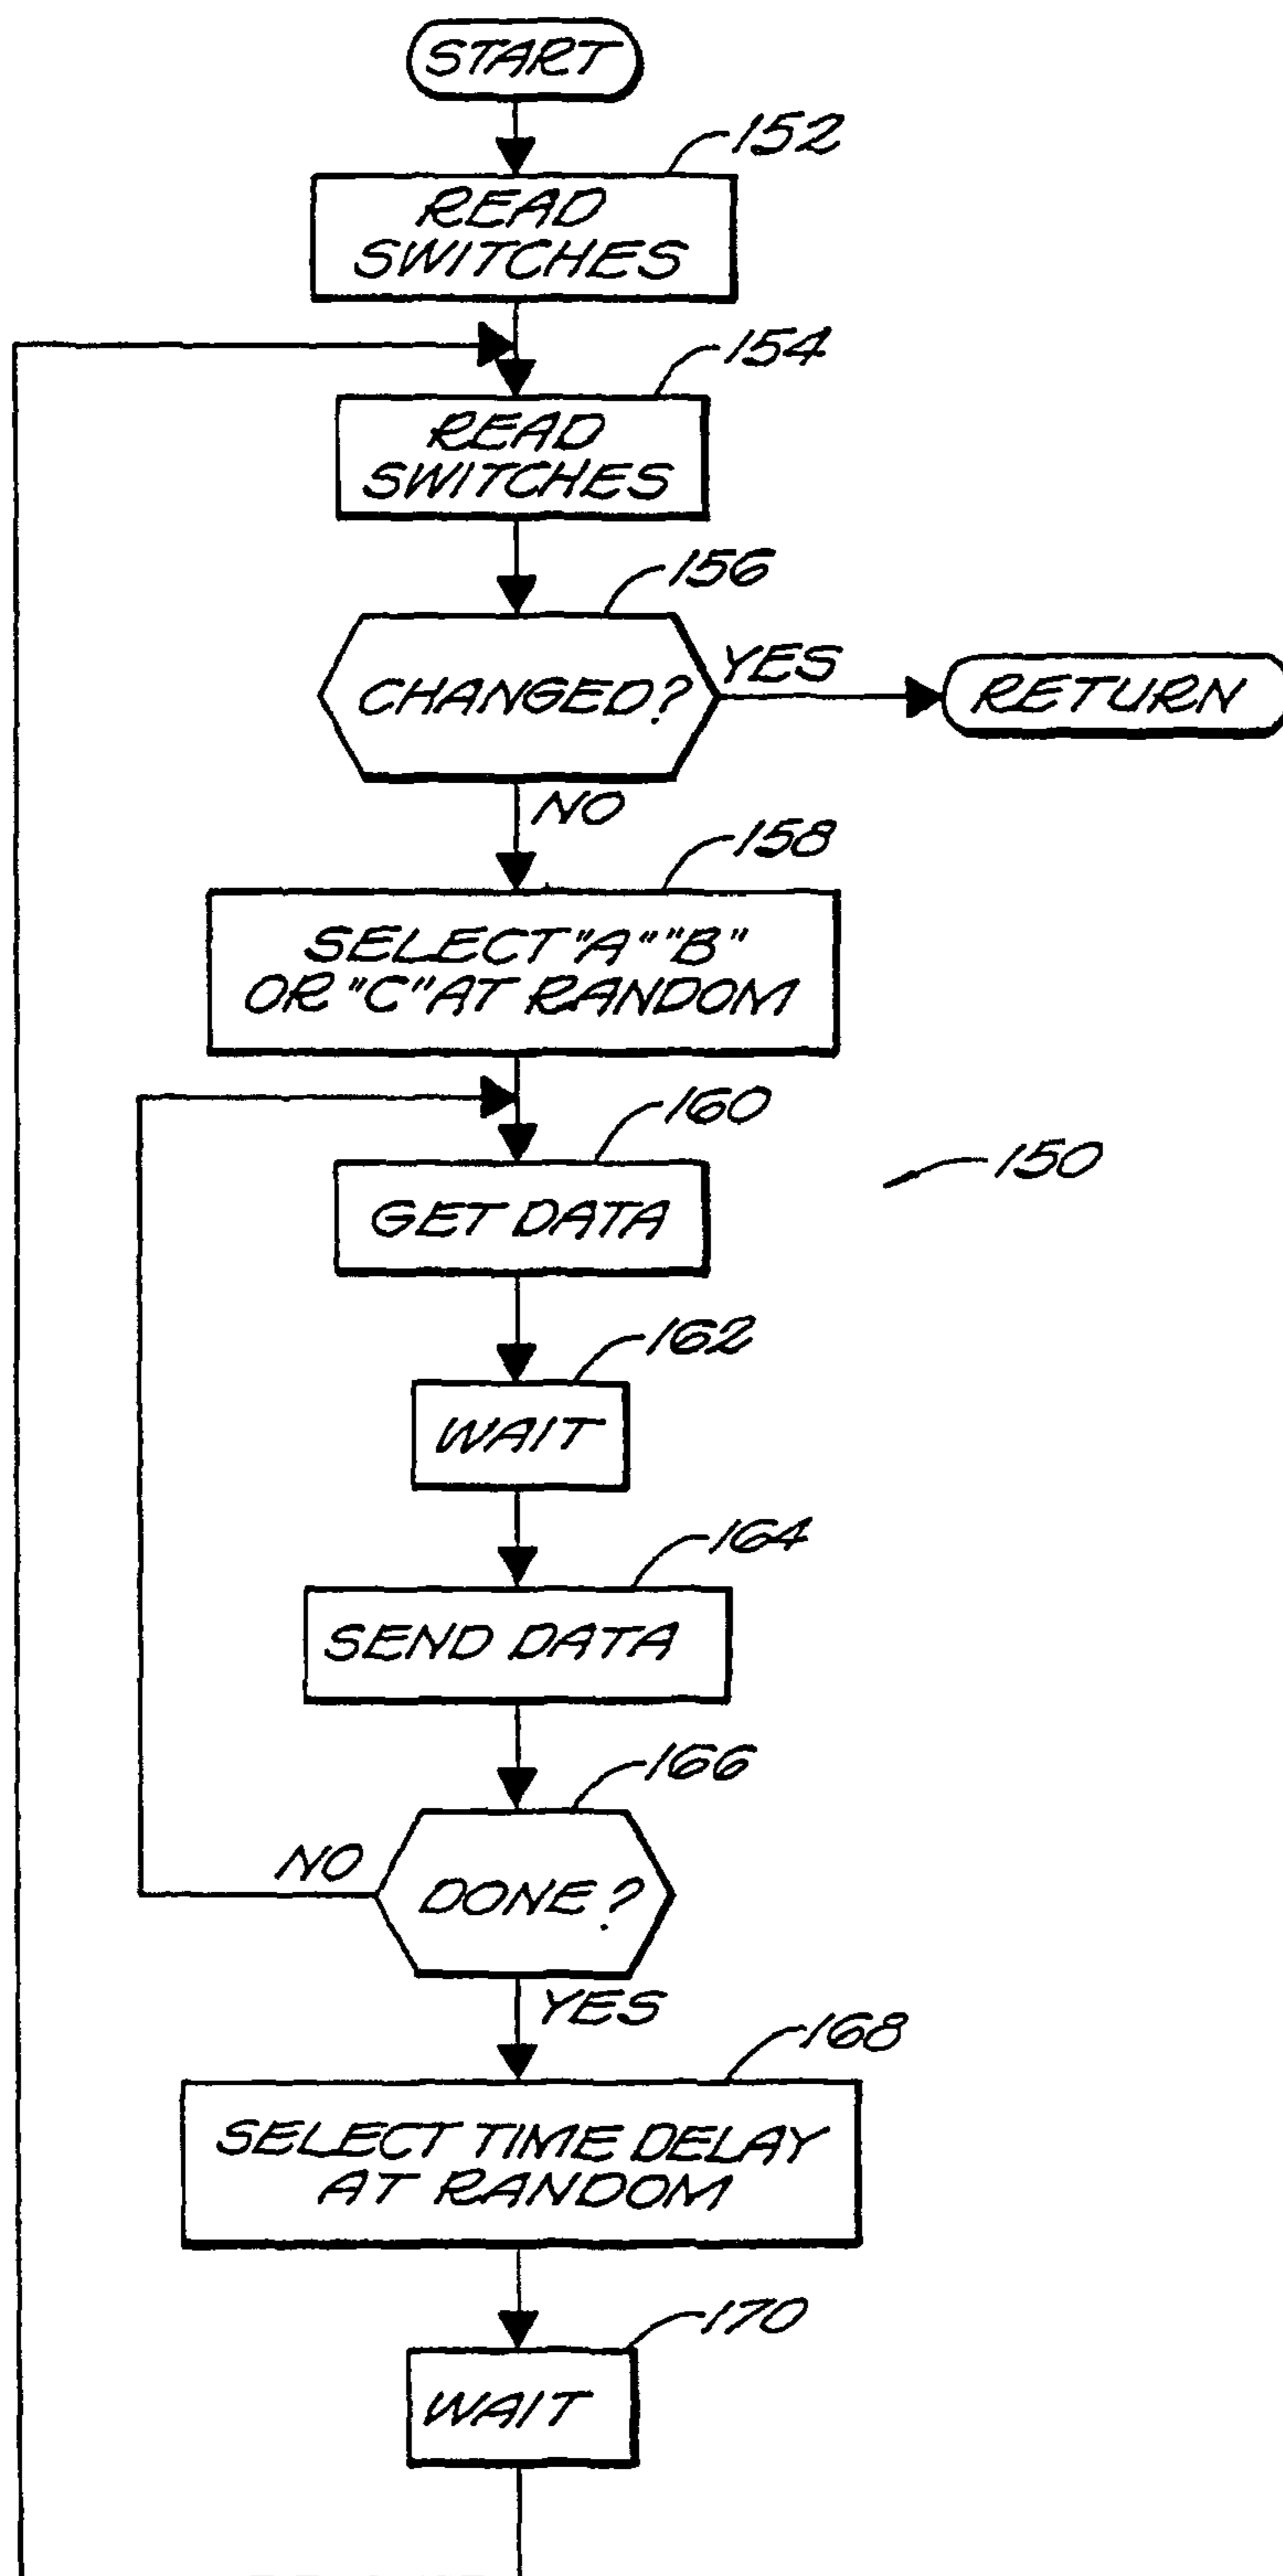 START
152
READ
SWITCHES
154
READ
SWITCHES
156
CHANGED?
YES
RETURN
NO
158
SELECT "A" "B"
OR "C" AT RANDOM
160
150
GET DATA
162
WAIT
164
SEND DATA
166
NO
DONE?
YES
168
SELECT TIME DELAY
AT RANDOM
170
WAIT